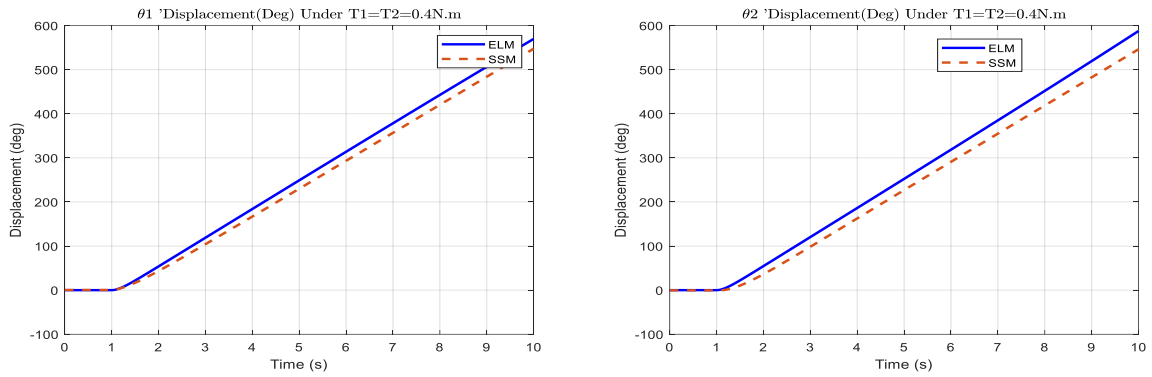 θ1 'Displacement(Deg) Under T1=T2=0.4N.m
600
500
400
300
200
100
0
-100
Displacement (deg)
ELM
SSM
0 1 2 3 4 5 6 7 8 9 10
Time (s)
θ2 'Displacement(Deg) Under T1=T2=0.4N.m
600
500
400
300
200
100
0
-100
Displacement (deg)
ELM
SSM
0 1 2 3 4 5 6 7 8 9 10
Time (s)